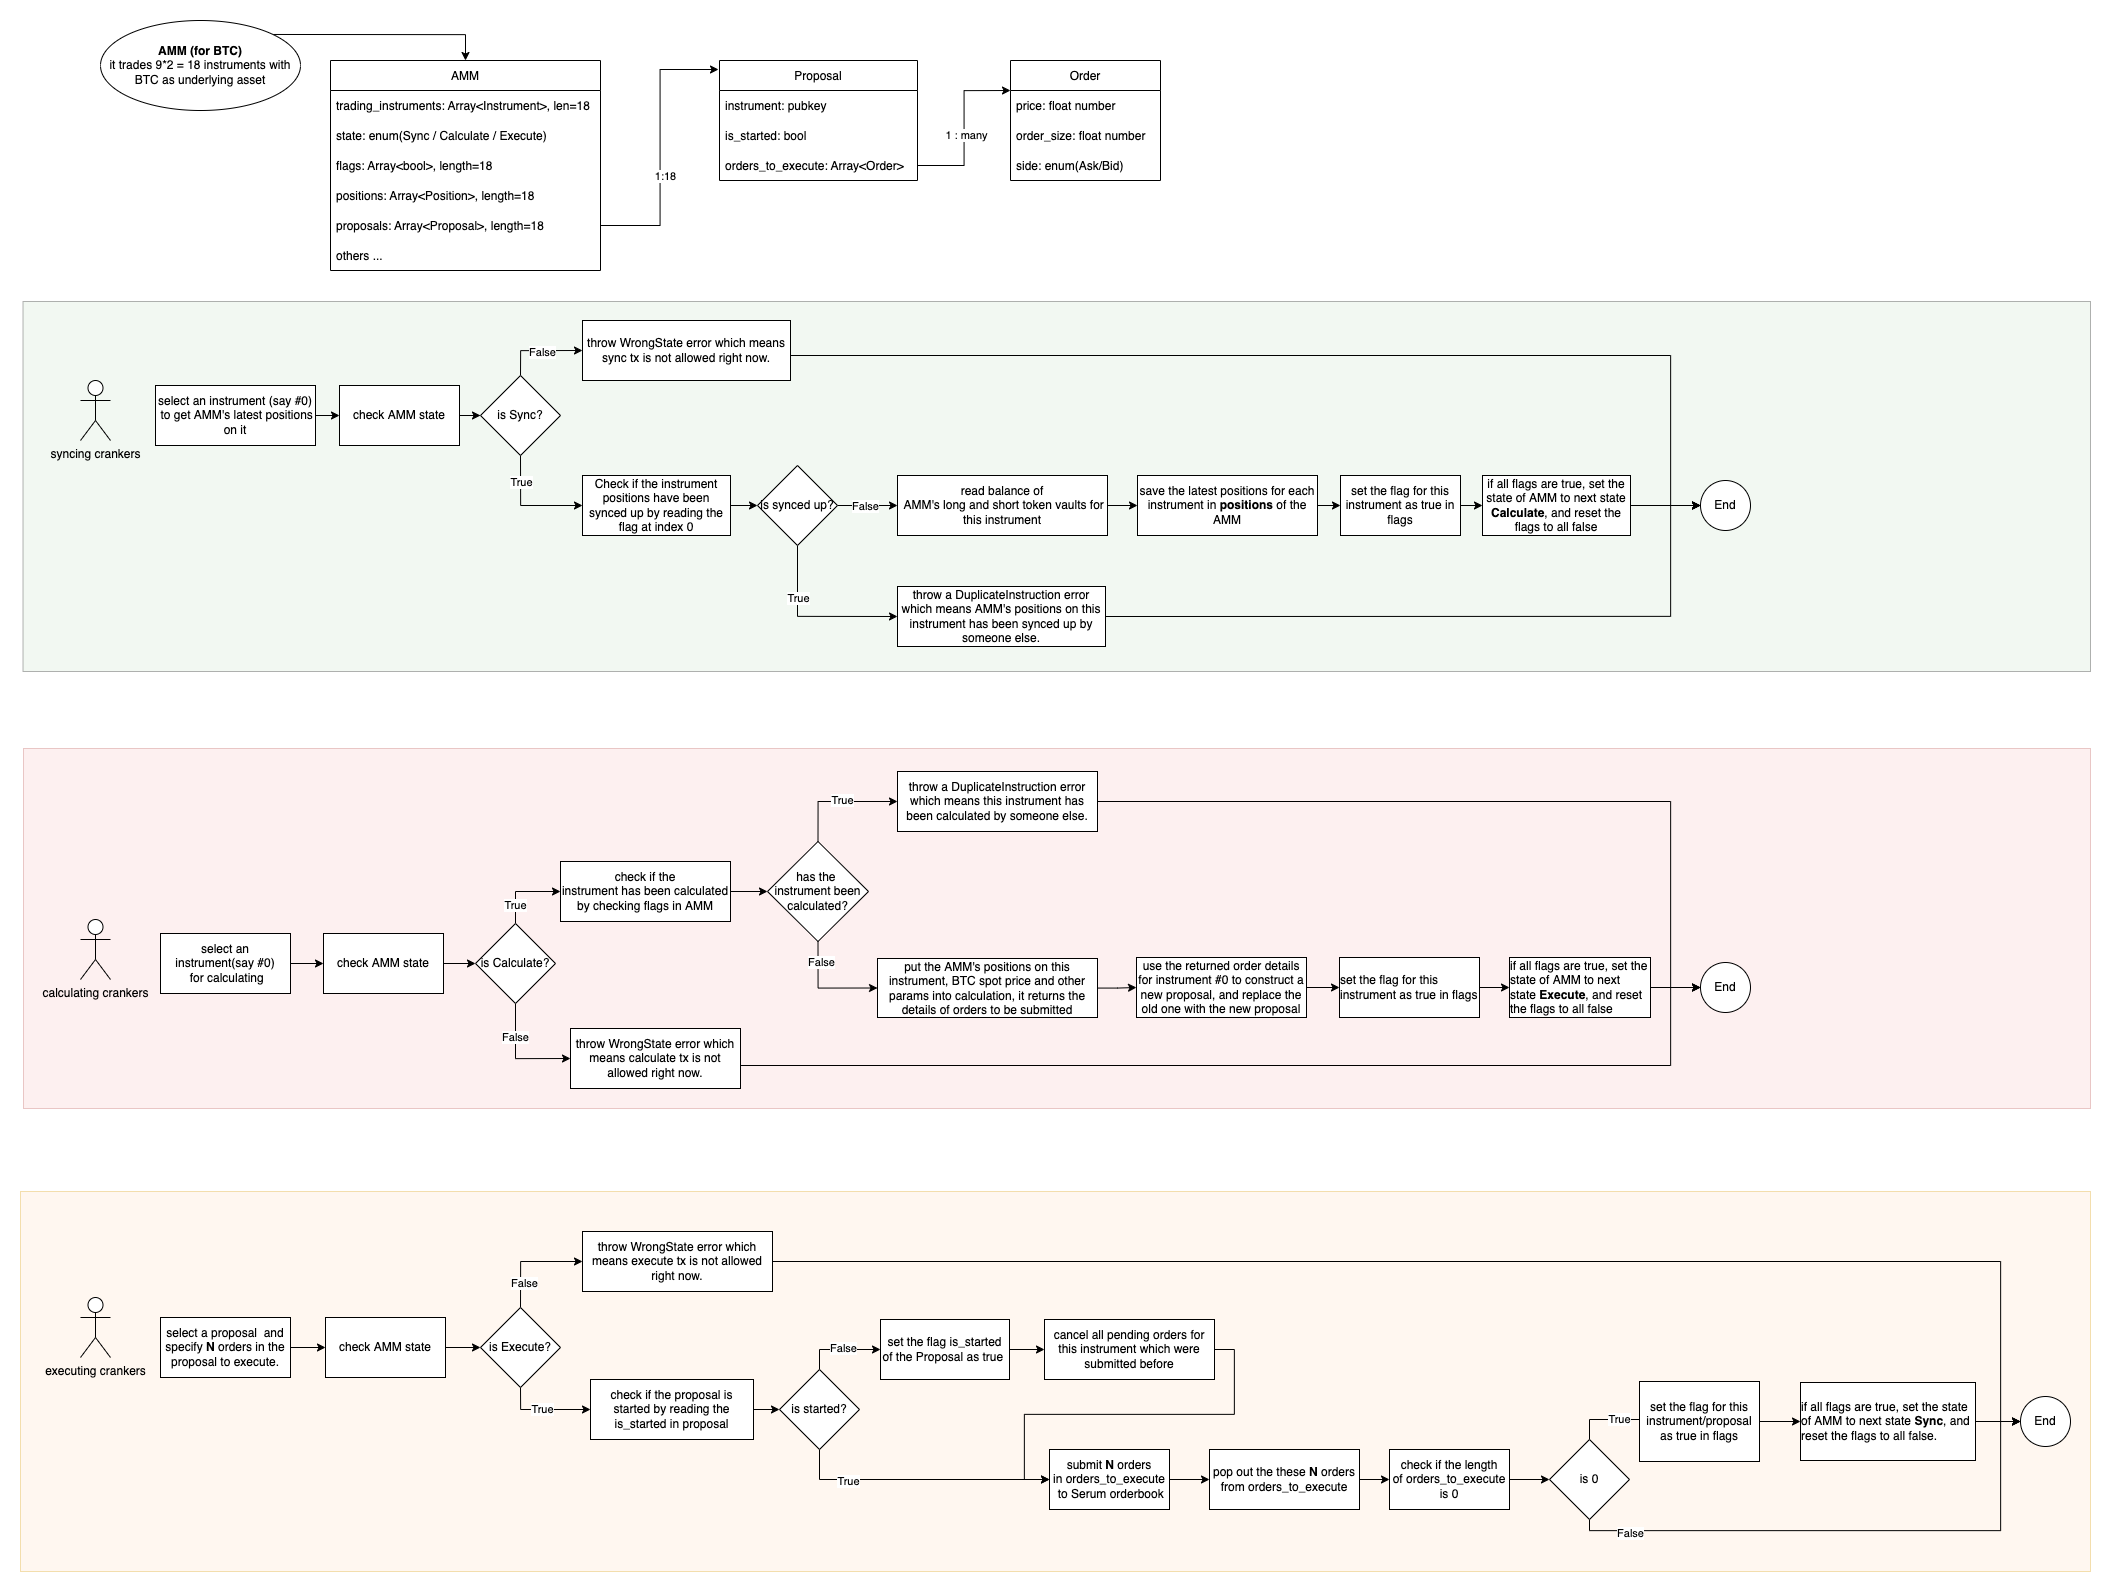 AMM (for BTC)
it trades 9*2 = 18 instruments with
BTC as underlying asset
AMM
trading_instruments: Array<Instrument>, len=18
state: enum(Sync / Calculate / Execute)
flags: Array<bool>, length=18
positions: Array<Position>, length=18
proposals: Array<Proposal>, length=18
others ...
1:18
Proposal
instrument: pubkey
is_started: bool
orders_to_execute: Array<Order>
1 : many
Order
price: float number
order_size: float number
side: enum(Ask/Bid)
syncing crankers
select an instrument (say #0)
to get AMM's latest positions
on it
check AMM state
is Sync?
False
throw WrongState error which means
sync tx is not allowed right now.
True
Check if the instrument
positions have been
synced up by reading the
flag at index 0
is synced up?
False
read balance of
AMM's long and short token vaults for
this instrument
save the latest positions for each
instrument in positions of the
AMM
set the flag for this
instrument as true in
flags
if all flags are true, set the
state of AMM to next state
Calculate, and reset the
flags to all false
End
True
throw a DuplicateInstruction error
which means AMM's positions on this
instrument has been synced up by
someone else.
calculating crankers
select an
instrument(say #0)
for calculating
check AMM state
is Calculate?
True
check if the
instrument has been calculated
by checking flags in AMM
has the
instrument been
calculated?
True
throw a DuplicateInstruction error
which means this instrument has
been calculated by someone else.
False
put the AMM's positions on this
instrument, BTC spot price and other
params into calculation, it returns the
details of orders to be submitted
use the returned order details
for instrument #0 to construct a
new proposal, and replace the
old one with the new proposal
set the flag for this
instrument as true in flags
if all flags are true, set the
state of AMM to next
state Execute, and reset
the flags to all false
End
False
throw WrongState error which
means calculate tx is not
allowed right now.
executing crankers
select a proposal  and
specify N orders in the
proposal to execute.
check AMM state
is Execute?
False
throw WrongState error which
means execute tx is not allowed
right now.
True
check if the proposal is
started by reading the
is_started in proposal
is started?
False
set the flag is_started
of the Proposal as true
cancel all pending orders for
this instrument which were
submitted before
True
submit N orders
in orders_to_execute
to Serum orderbook
pop out the these N orders
from orders_to_execute
check if the length
of orders_to_execute
is 0
is 0
True
set the flag for this
instrument/proposal
as true in flags
if all flags are true, set the state
of AMM to next state Sync, and
reset the flags to all false.
End
False